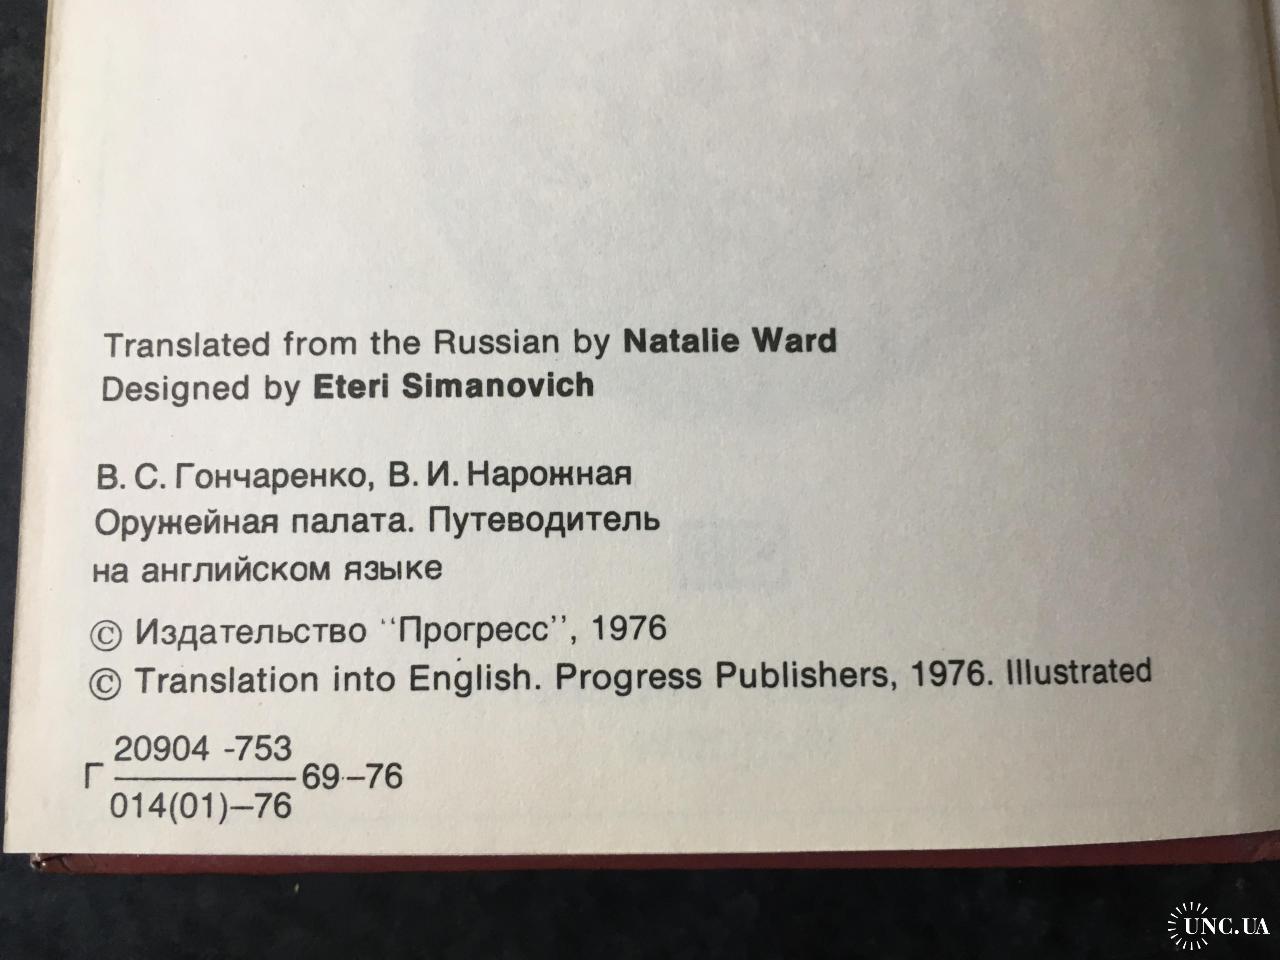 Translated from the Russian by Natalie Ward
Designed by Eteri Simanovich
В. С. Гончаренко, В. И. Нарожная
Оружейная палата. Путеводитель
на английском языке
© Издательство "Прогресс", 1976
© Translation into English. Progress Publishers, 1976. Illustrated
Г 20904 -753
014(01)—76 69—76
UNC.UA